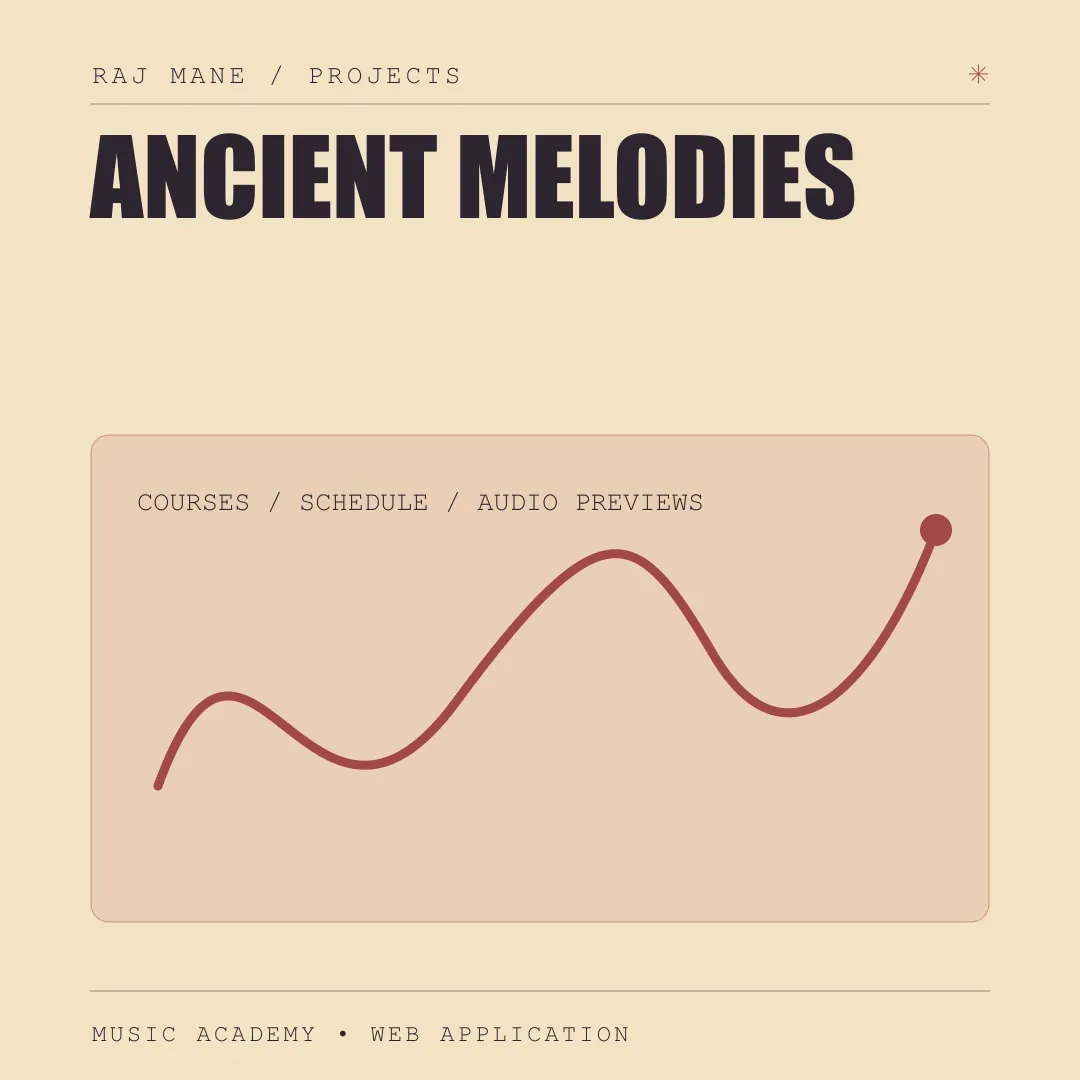 RAJ MANE / PROJECTS
ANCIENT MELODIES
COURSES / SCHEDULE / AUDIO PREVIEWS
MUSIC ACADEMY • WEB APPLICATION